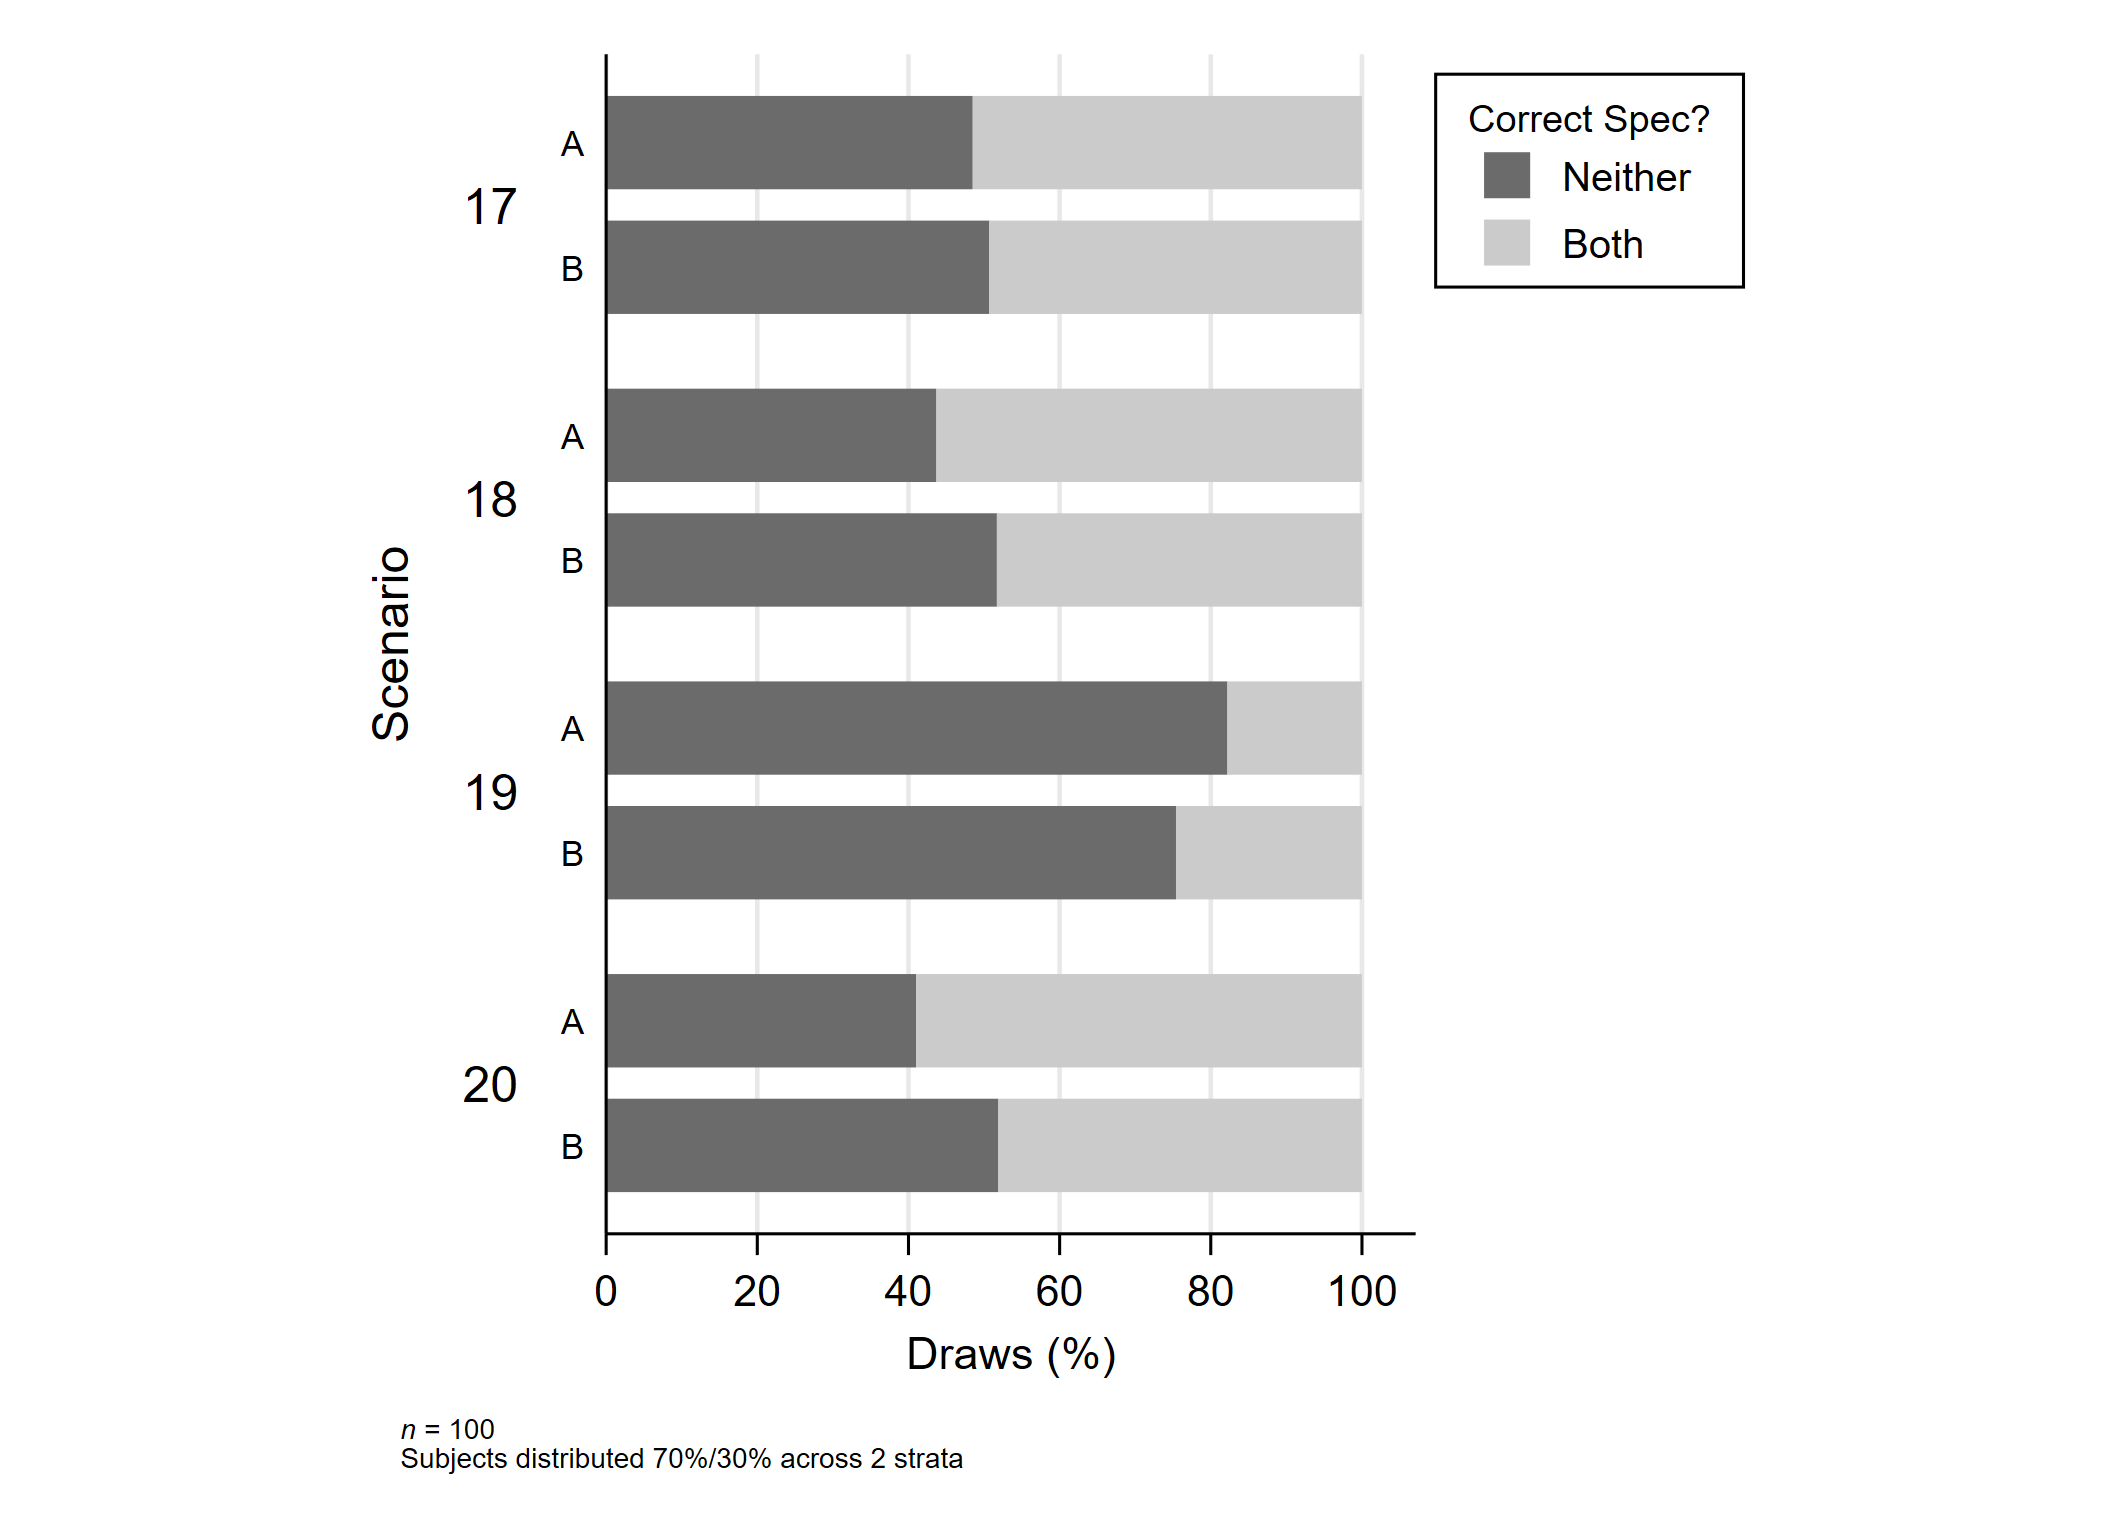 Correct Spec?
Neither
Both
Scenario
17
A
B
18
A
B
19
A
B
20
A
B
0 20 40 60 80 100
Draws (%)
n = 100
Subjects distributed 70%/30% across 2 strata